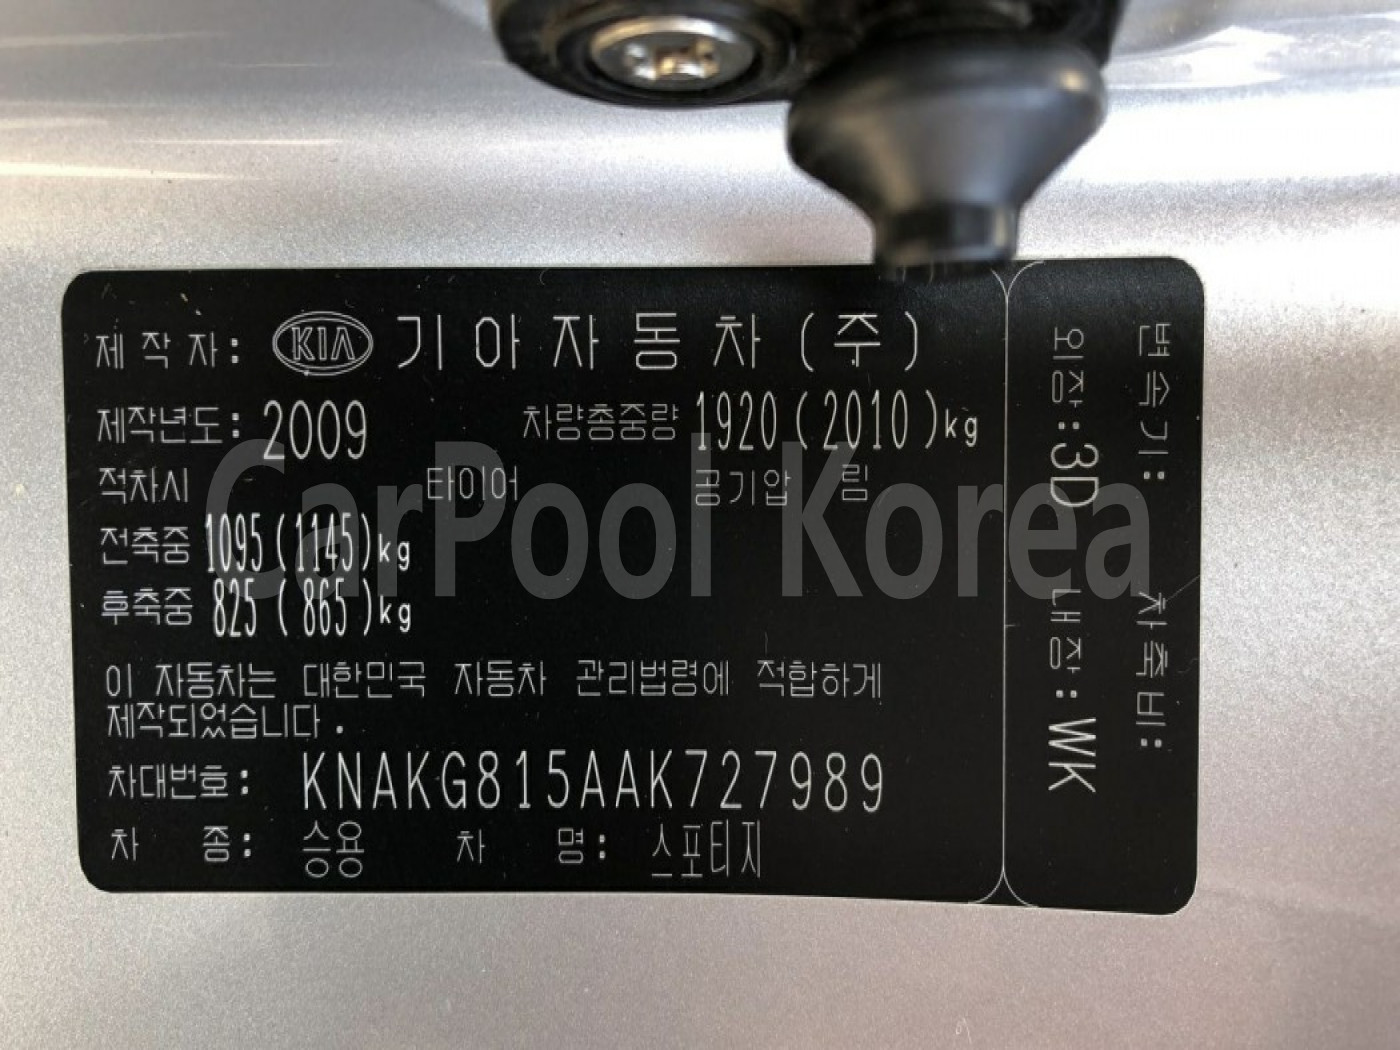 제작자: KIA 기아자동차(주)
제작년도: 2009 차량총중량 1920(2010)kg
적차시 타이어 공기압 림
전축중 1095(1145)kg
후축중 825(865)kg
이 자동차는 대한민국 자동차 관리법령에 적합하게
제작되었습니다.
차대번호: KNAKG815AAK727989
차 종: 승용 차 명: 스포티지
변속기: 차축비:
외장:3D 내장:WK
CarPool Korea